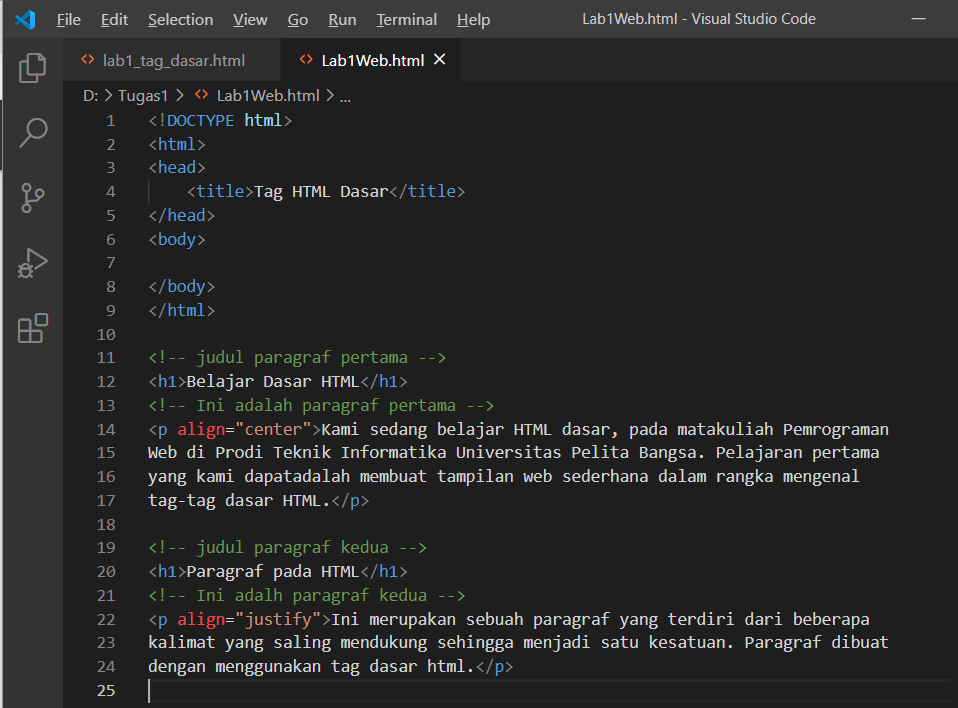 File Edit Selection View Go Run Terminal Help Lab1Web.html - Visual Studio Code
lab1_tag_dasar.html Lab1Web.html
D: > Tugas1 > Lab1Web.html > ...
1 <!DOCTYPE html>
2 <html>
3 <head>
4 <title>Tag HTML Dasar</title>
5 </head>
6 <body>
7
8 </body>
9 </html>
10
11 <!-- judul paragraf pertama -->
12 <h1>Belajar Dasar HTML</h1>
13 <!-- Ini adalah paragraf pertama -->
14 <p align="center">Kami sedang belajar HTML dasar, pada matakuliah Pemrograman
15 Web di Prodi Teknik Informatika Universitas Pelita Bangsa. Pelajaran pertama
16 yang kami dapatadalah membuat tampilan web sederhana dalam rangka mengenal
17 tag-tag dasar HTML.</p>
18
19 <!-- judul paragraf kedua -->
20 <h1>Paragraf pada HTML</h1>
21 <!-- Ini adalh paragraf kedua -->
22 <p align="justify">Ini merupakan sebuah paragraf yang terdiri dari beberapa
23 kalimat yang saling mendukung sehingga menjadi satu kesatuan. Paragraf dibuat
24 dengan menggunakan tag dasar html.</p>
25